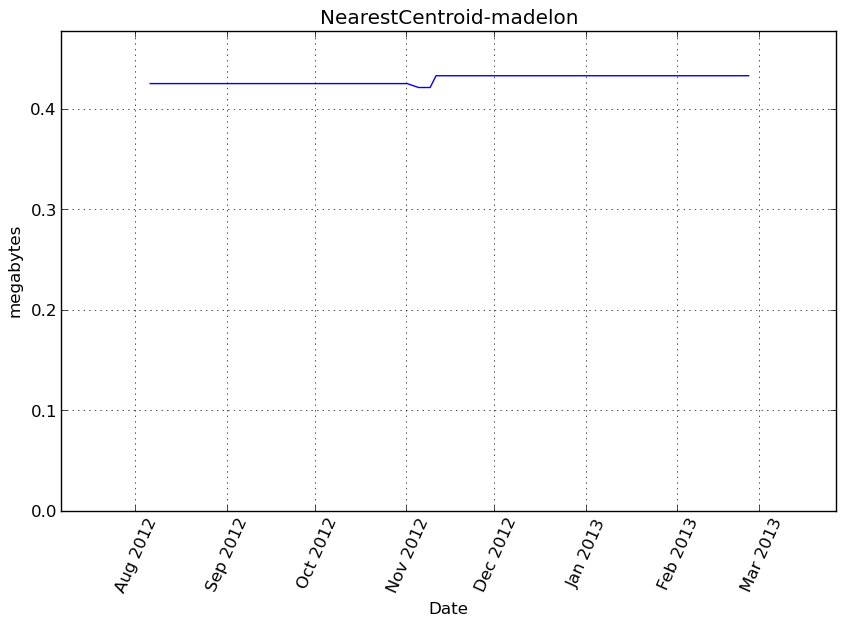 NearestCentroid-madelon
megabytes
0.4
0.3
0.2
0.1
0.0
Aug 2012
Sep 2012
Oct 2012
Nov 2012
Dec 2012
Jan 2013
Feb 2013
Mar 2013
Date